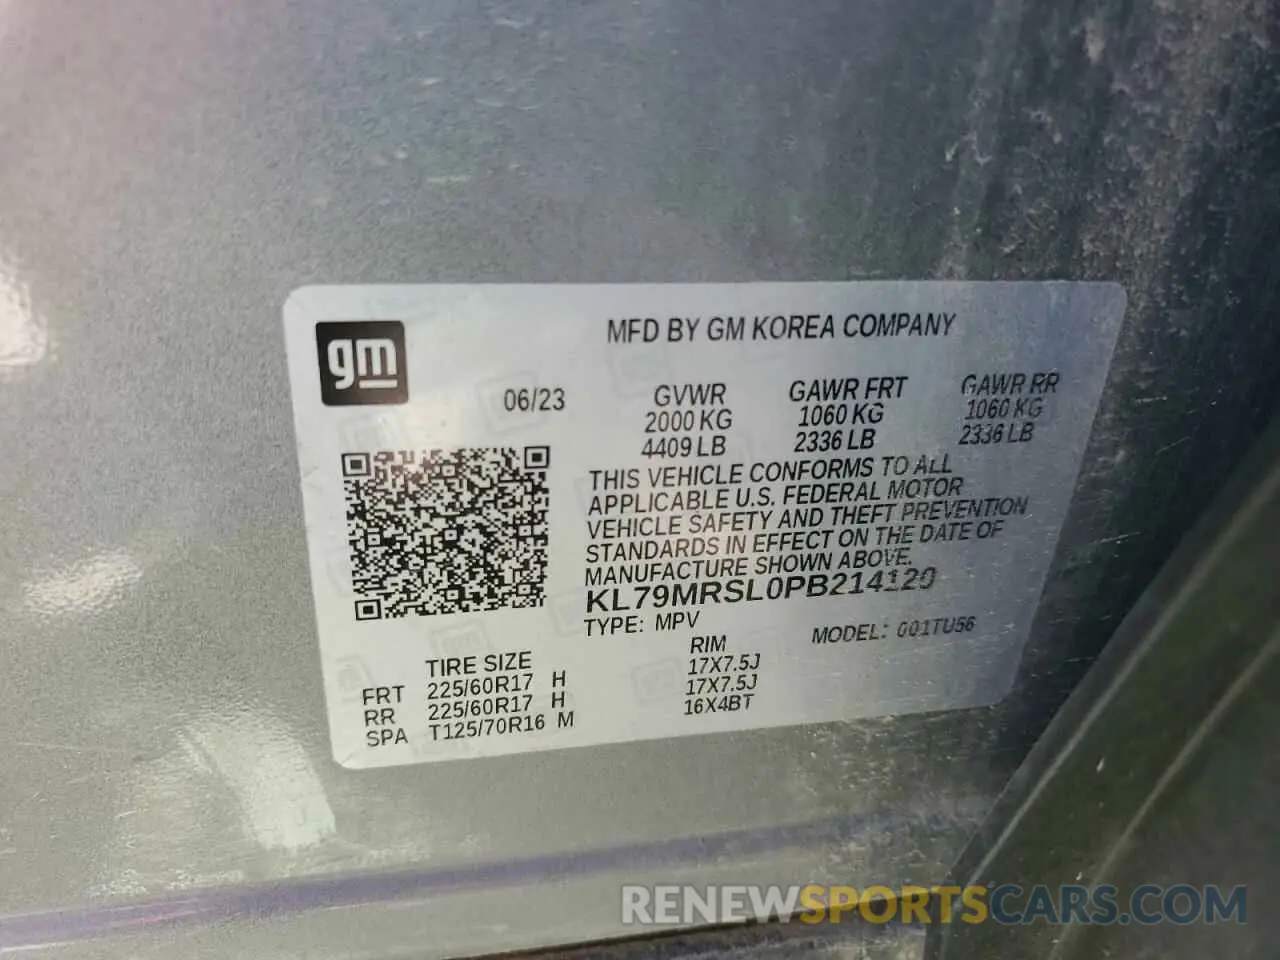 gm
MFD BY GM KOREA COMPANY
06/23
GVWR GAWR FRT GAWR RR
2000 KG 1060 KG 1060 KG
4409 LB 2336 LB 2336 LB
THIS VEHICLE CONFORMS TO ALL
APPLICABLE U.S. FEDERAL MOTOR
VEHICLE SAFETY AND THEFT PREVENTION
STANDARDS IN EFFECT ON THE DATE OF
MANUFACTURE SHOWN ABOVE.
KL79MRSL0PB214120
TYPE: MPV MODEL: 001TU56
TIRE SIZE RIM
FRT 225/60R17 H 17X7.5J
RR 225/60R17 H 17X7.5J
SPA T125/70R16 M 16X4BT
RENEWSPORTSCARS.COM